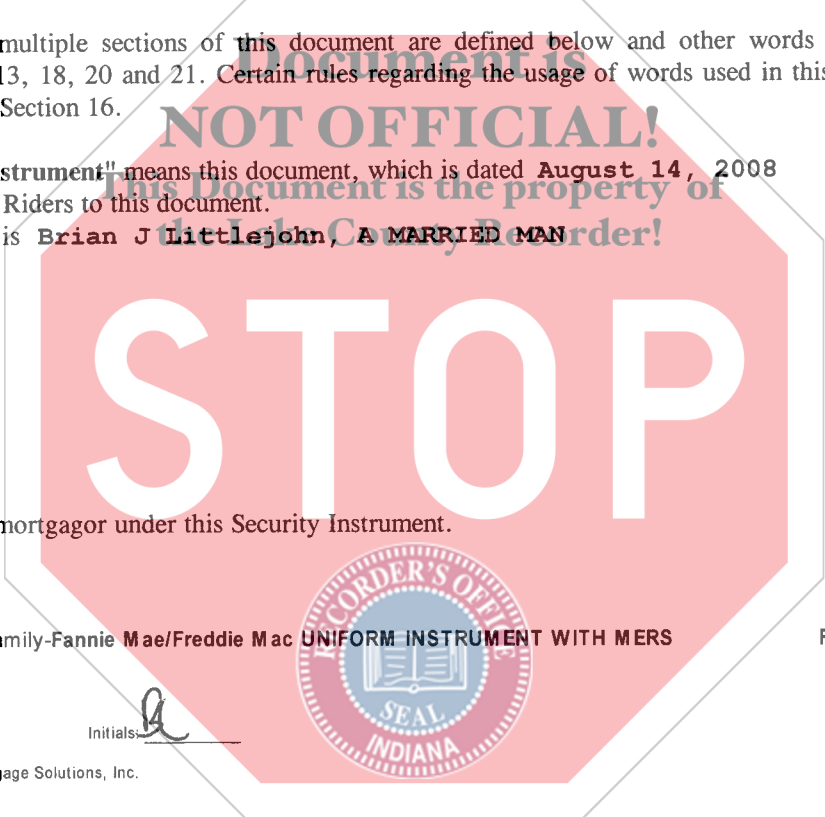 multiple sections of this document are defined below and other words
Document is
13, 18, 20 and 21. Certain rules regarding the usage of words used in this
Section 16.
NOT OFFICIAL!
strument" means this document, which is dated August 14, 2008
This Document is the property of
Riders to this document.
is Brian J Littlejohn, A MARRIED MAN
the Lake County Recorder!
STOP
mortgagor under this Security Instrument.
RECORDER'S OFFICE
amily-Fannie Mae/Freddie Mac UNIFORM INSTRUMENT WITH MERS
SEAL
Initials:
INDIANA
gage Solutions, Inc.